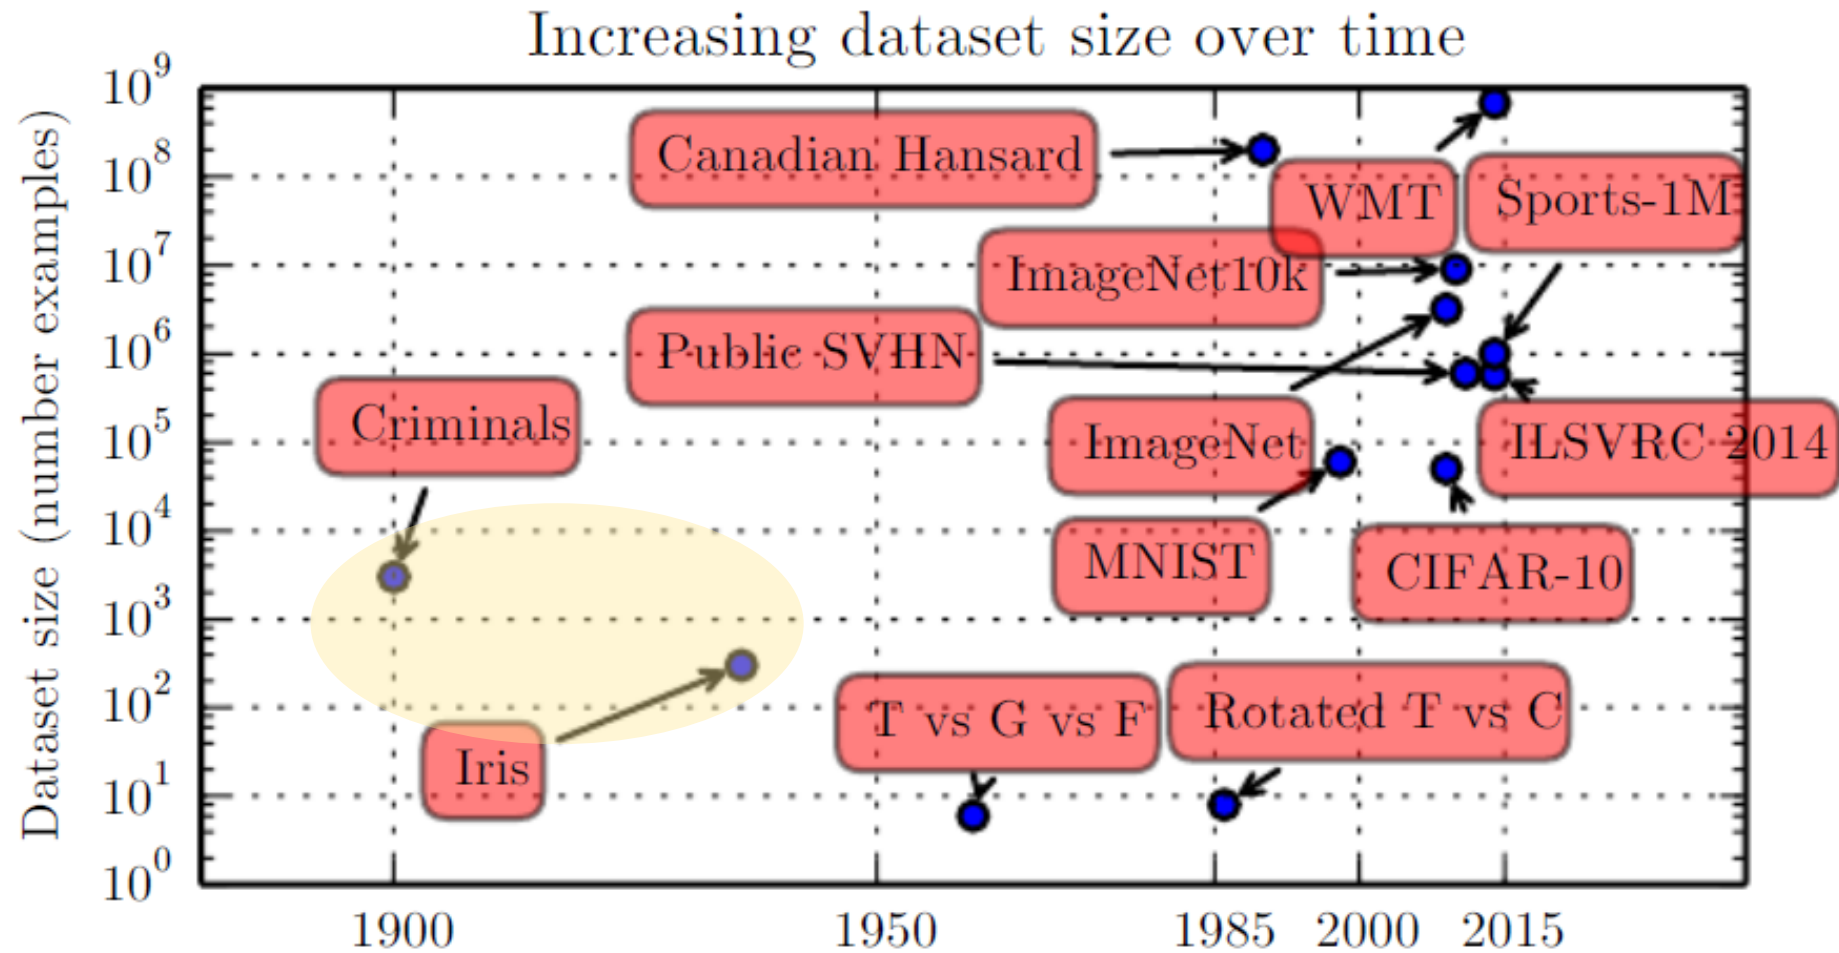 Increasing dataset size over time
Dataset size (number examples)
10^9
10^8
10^7
10^6
10^5
10^4
10^3
10^2
10^1
10^0
Canadian Hansard
WMT
Sports-1M
ImageNet10k
Public SVHN
Criminals
ImageNet
ILSVRC 2014
MNIST
CIFAR-10
T vs G vs F
Rotated T vs C
Iris
1900 1950 1985 2000 2015